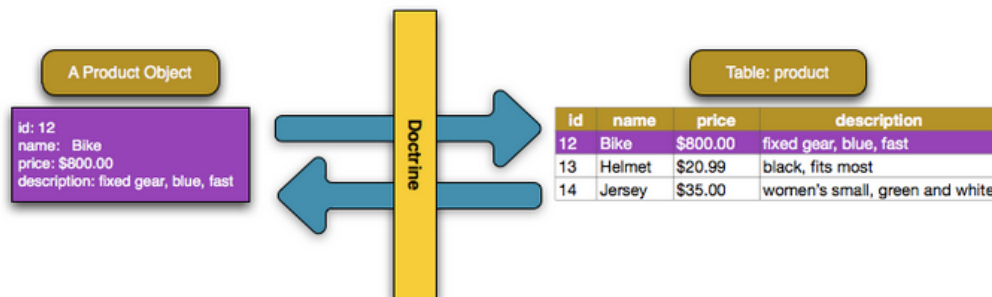 A Product Object
id: 12
name: Bike
price: $800.00
description: fixed gear, blue, fast
Doctrine
Table: product
id name price description
12 Bike $800.00 fixed gear, blue, fast
13 Helmet $20.99 black, fits most
14 Jersey $35.00 women's small, green and white